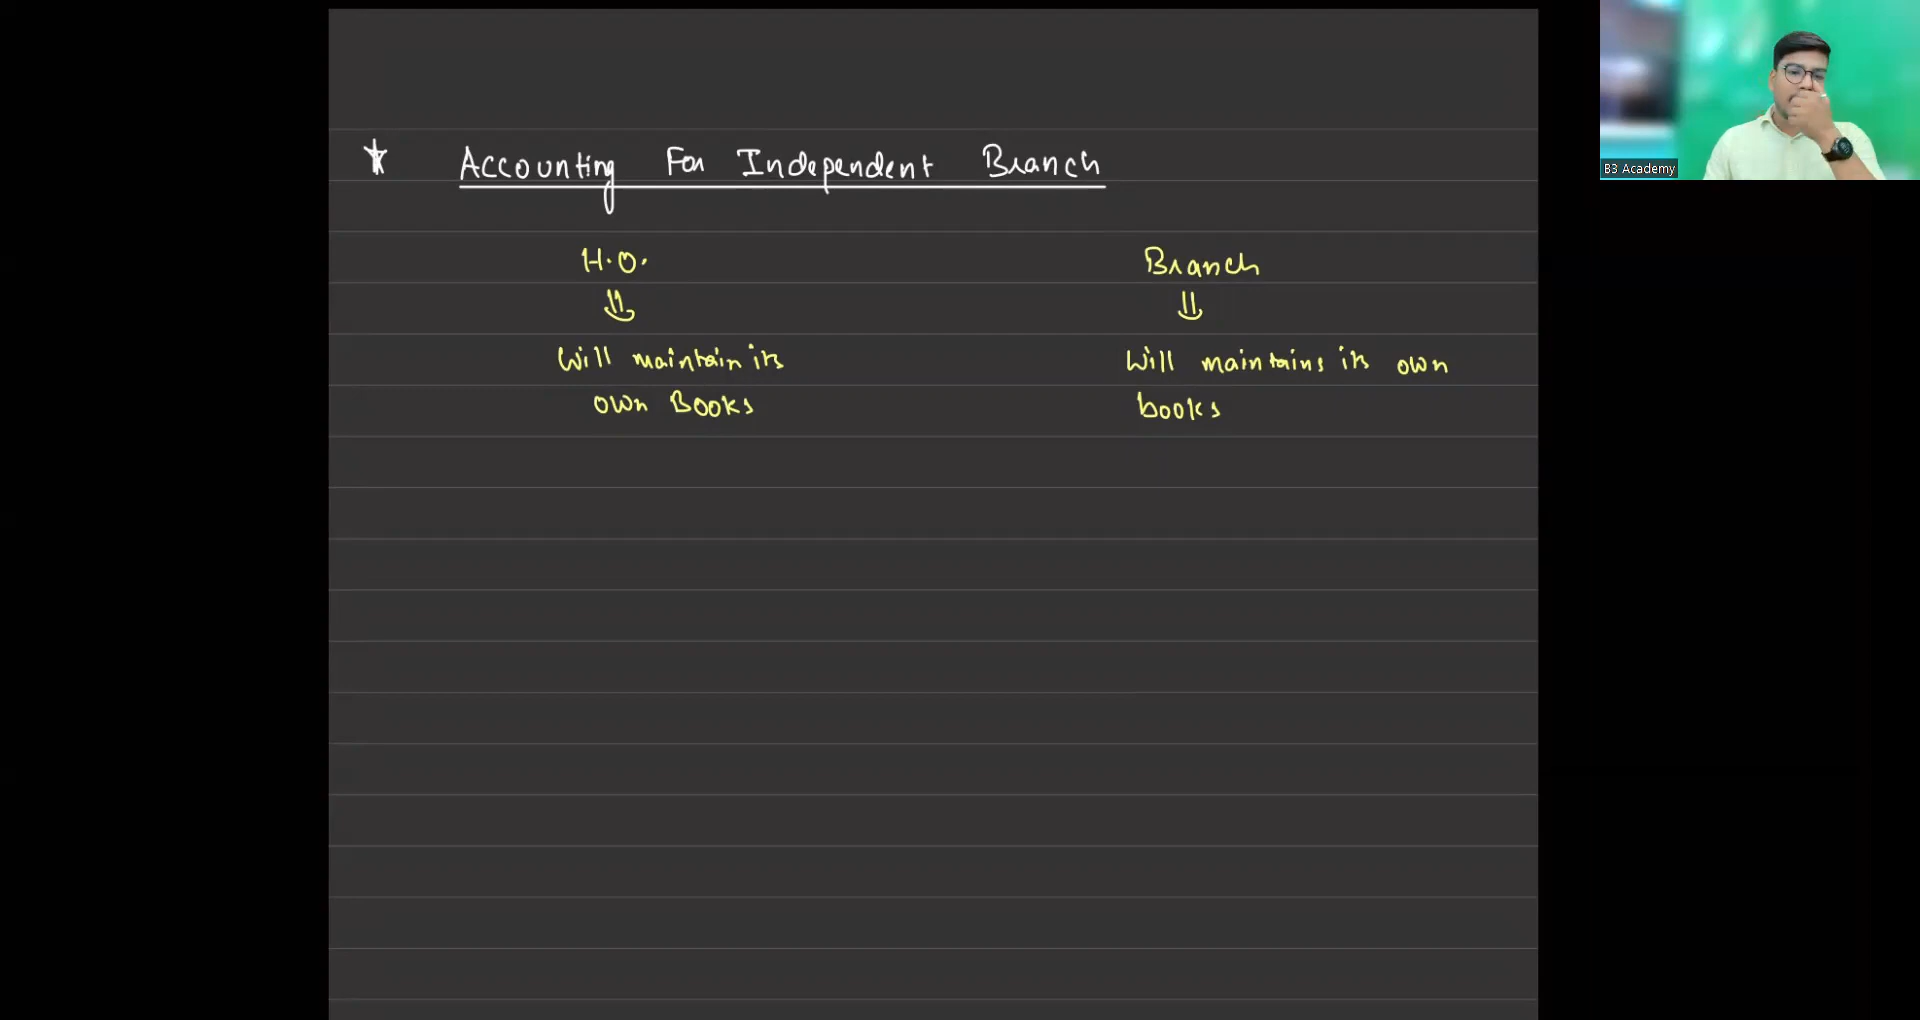 * Accounting For Independent Branch
H.O. Branch
Will maintain its Will maintains its own
own Books books
B3 Academy